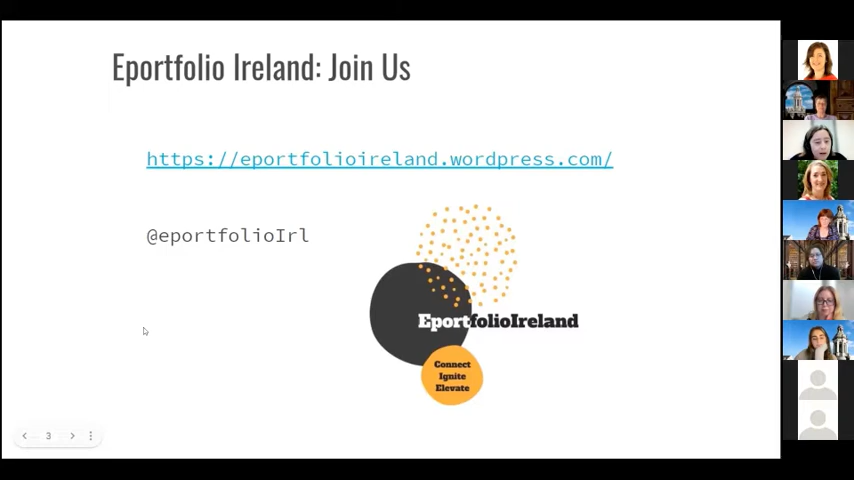 Eportfolio Ireland: Join Us
https://eportfolioireland.wordpress.com/
@eportfolioIrl
EportfolioIreland
Connect
Ignite
Elevate
3